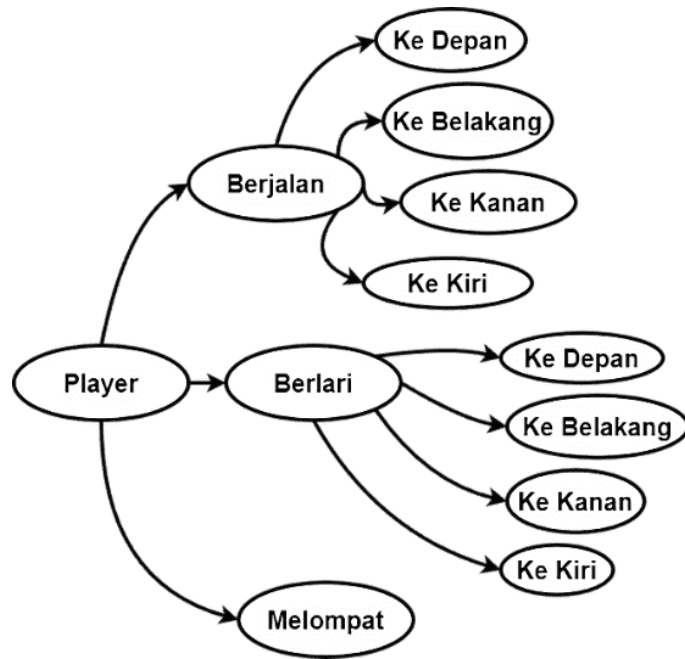 Ke Depan
Ke Belakang
Berjalan
Ke Kanan
Ke Kiri
Player
Berlari
Ke Depan
Ke Belakang
Ke Kanan
Ke Kiri
Melompat